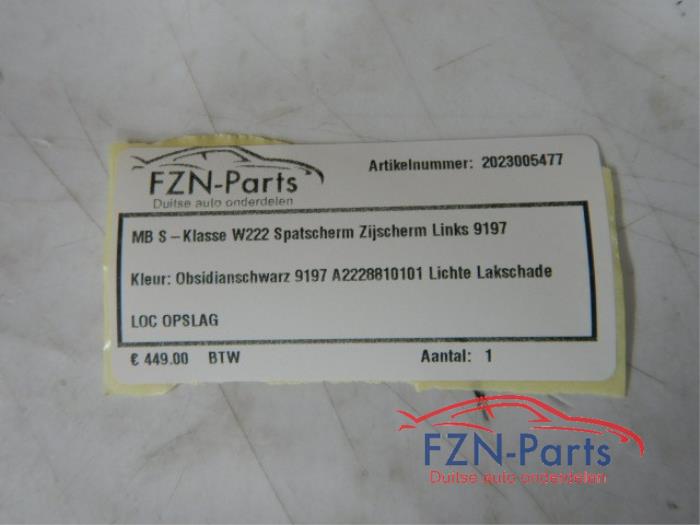 FZN-Parts
Duitse auto onderdelen
Artikelnummer: 2023005477
MB S-Klasse W222 Spatscherm Zijscherm Links 9197
Kleur: Obsidianschwarz 9197 A2228810101 Lichte Lakschade
LOC OPSLAG
€ 449.00 BTW
Aantal: 1
FZN-Parts
Duitse auto onderdelen